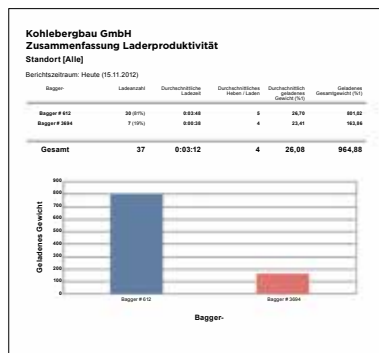 Kohlebergbau GmbH
Zusammenfassung Laderproduktivität
Standort [Alle]
Berichtszeitraum: Heute (15.11.2012)
Bagger- Ladeanzahl Durchschnittliche Ladezeit Durchschnittliches Heben / Laden Durchschnittlich geladenes Gewicht (%1) Geladenes Gesamtgewicht (%1)
Bagger # 612 30 (81%) 0:03:48 5 26,70 801,02
Bagger # 3694 7 (19%) 0:00:38 4 23,41 163,86
Gesamt 37 0:03:12 4 26,08 964,88
Geladenes Gewicht
900
800
700
600
500
400
300
200
100
0
Bagger # 612 Bagger # 3694
Bagger-